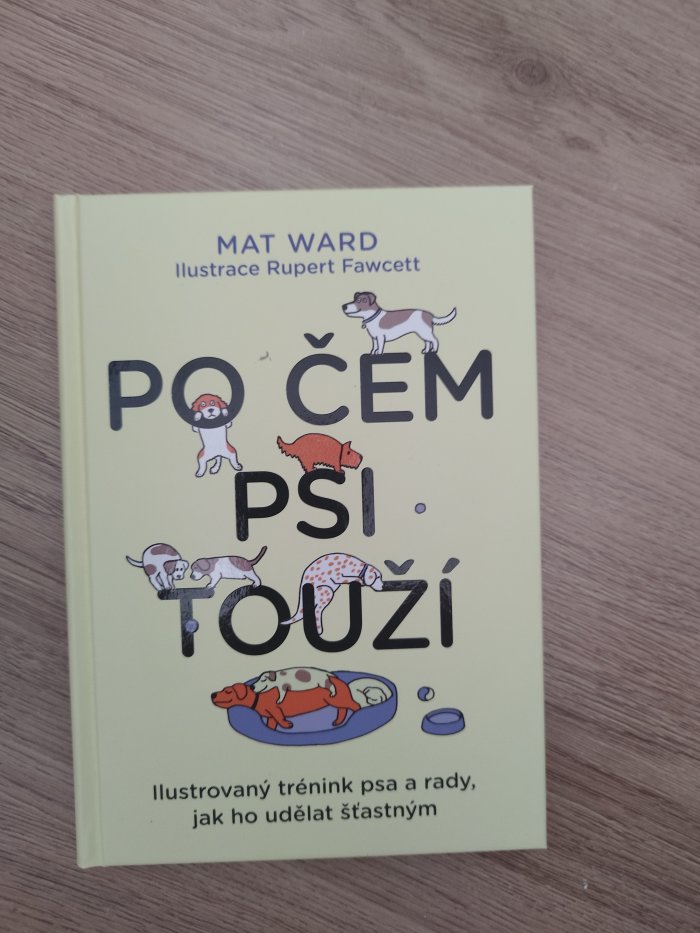 MAT WARD
Ilustrace Rupert Fawcett
PO ČEM
PSI
TOUŽÍ
Ilustrovaný trénink psa a rady,
jak ho udělat šťastným